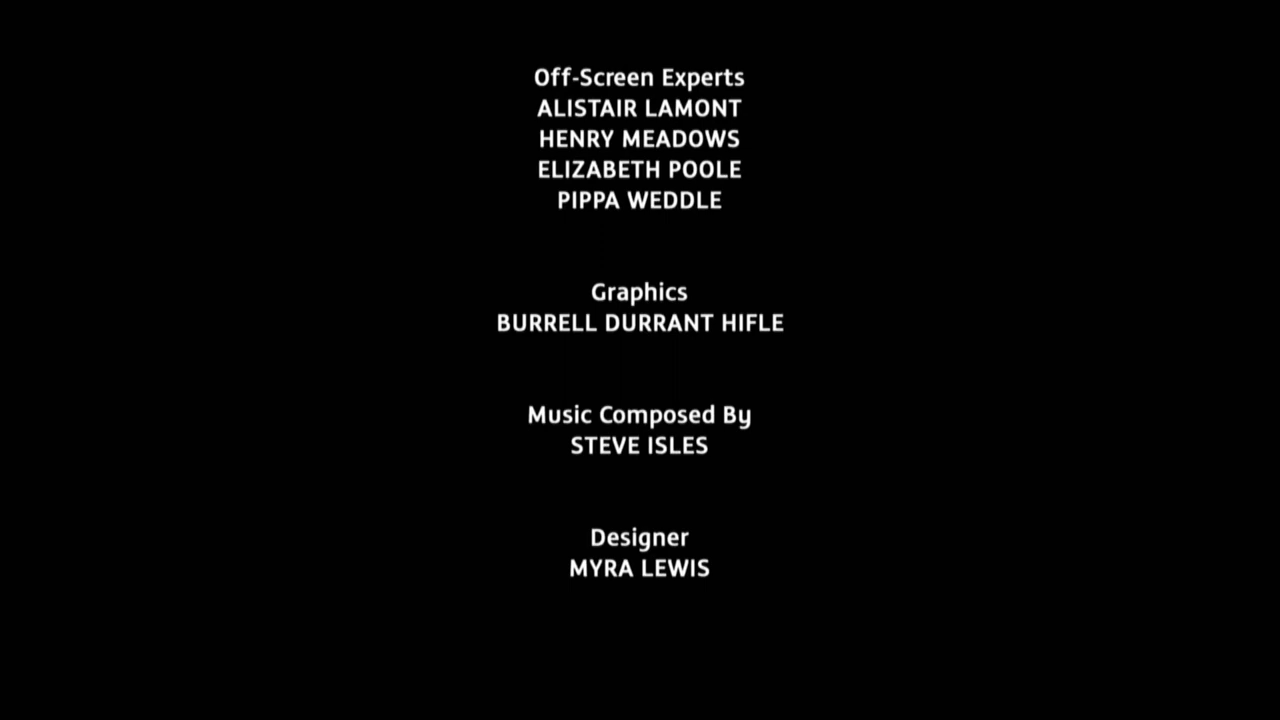 Off-Screen Experts
ALISTAIR LAMONT
HENRY MEADOWS
ELIZABETH POOLE
PIPPA WEDDLE
Graphics
BURRELL DURRANT HIFLE
Music Composed By
STEVE ISLES
Designer
MYRA LEWIS